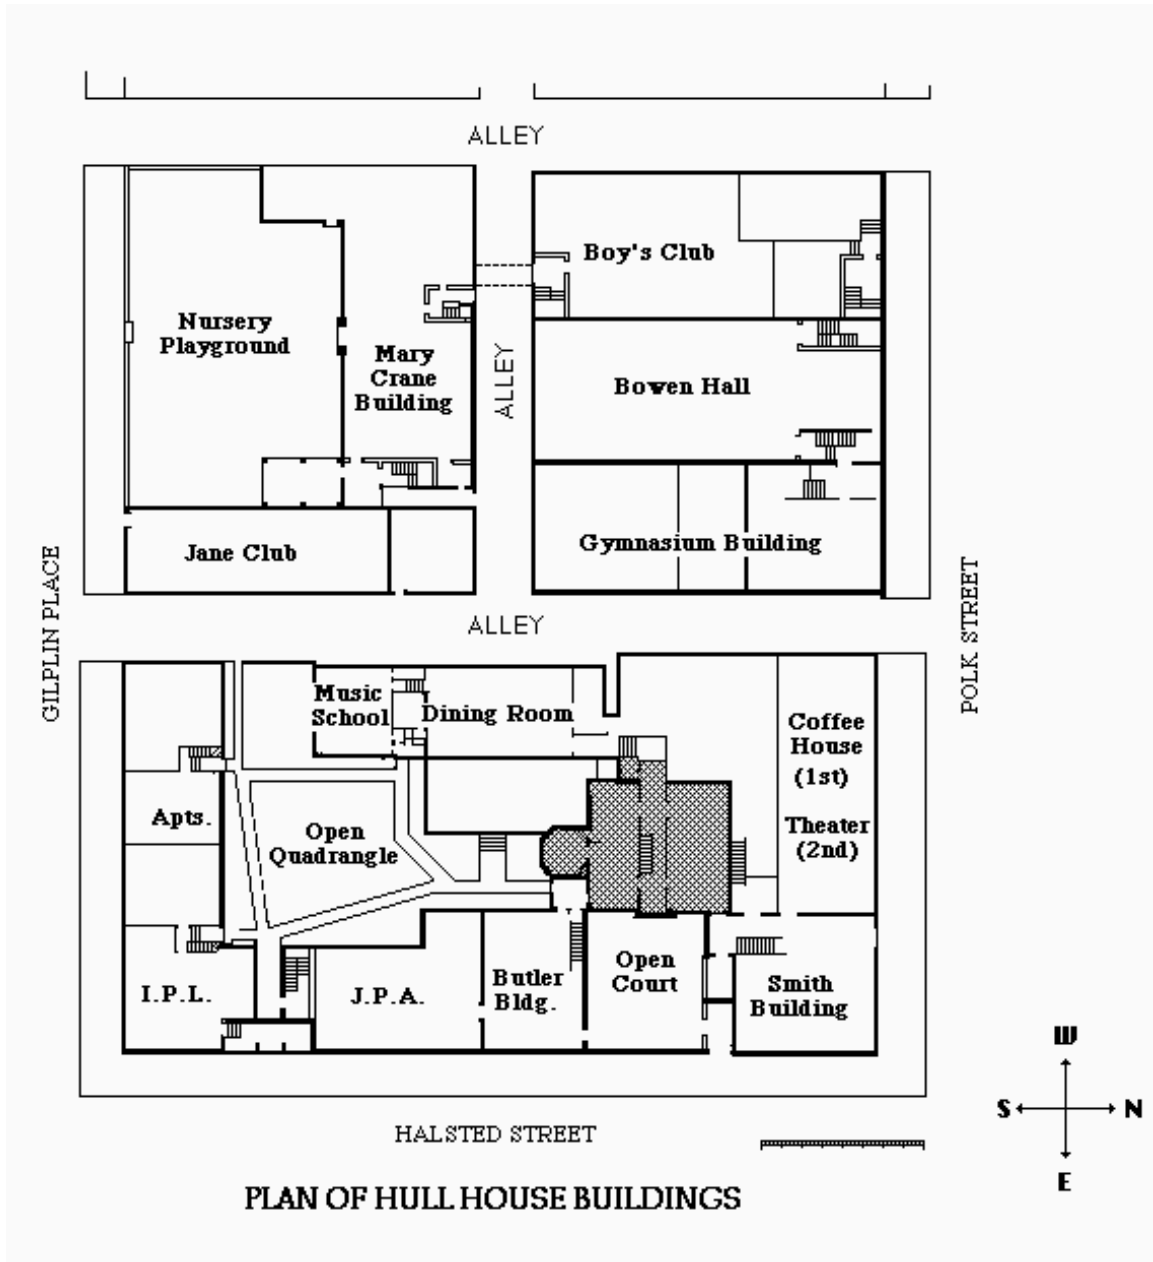 ALLEY
Boy's Club
Nursery
Playground
Mary
Crane
Building
ALLEY
Bowen Hall
Jane Club
Gymnasium Building
GILPLIN PLACE
POLK STREET
ALLEY
Music
School
Dining Room
Coffee
House
(1st)
Theater
(2nd)
Apts.
Open
Quadrangle
I.P.L.
J.P.A.
Butler
Bldg.
Open
Court
Smith
Building
W
S
N
E
HALSTED STREET
PLAN OF HULL HOUSE BUILDINGS